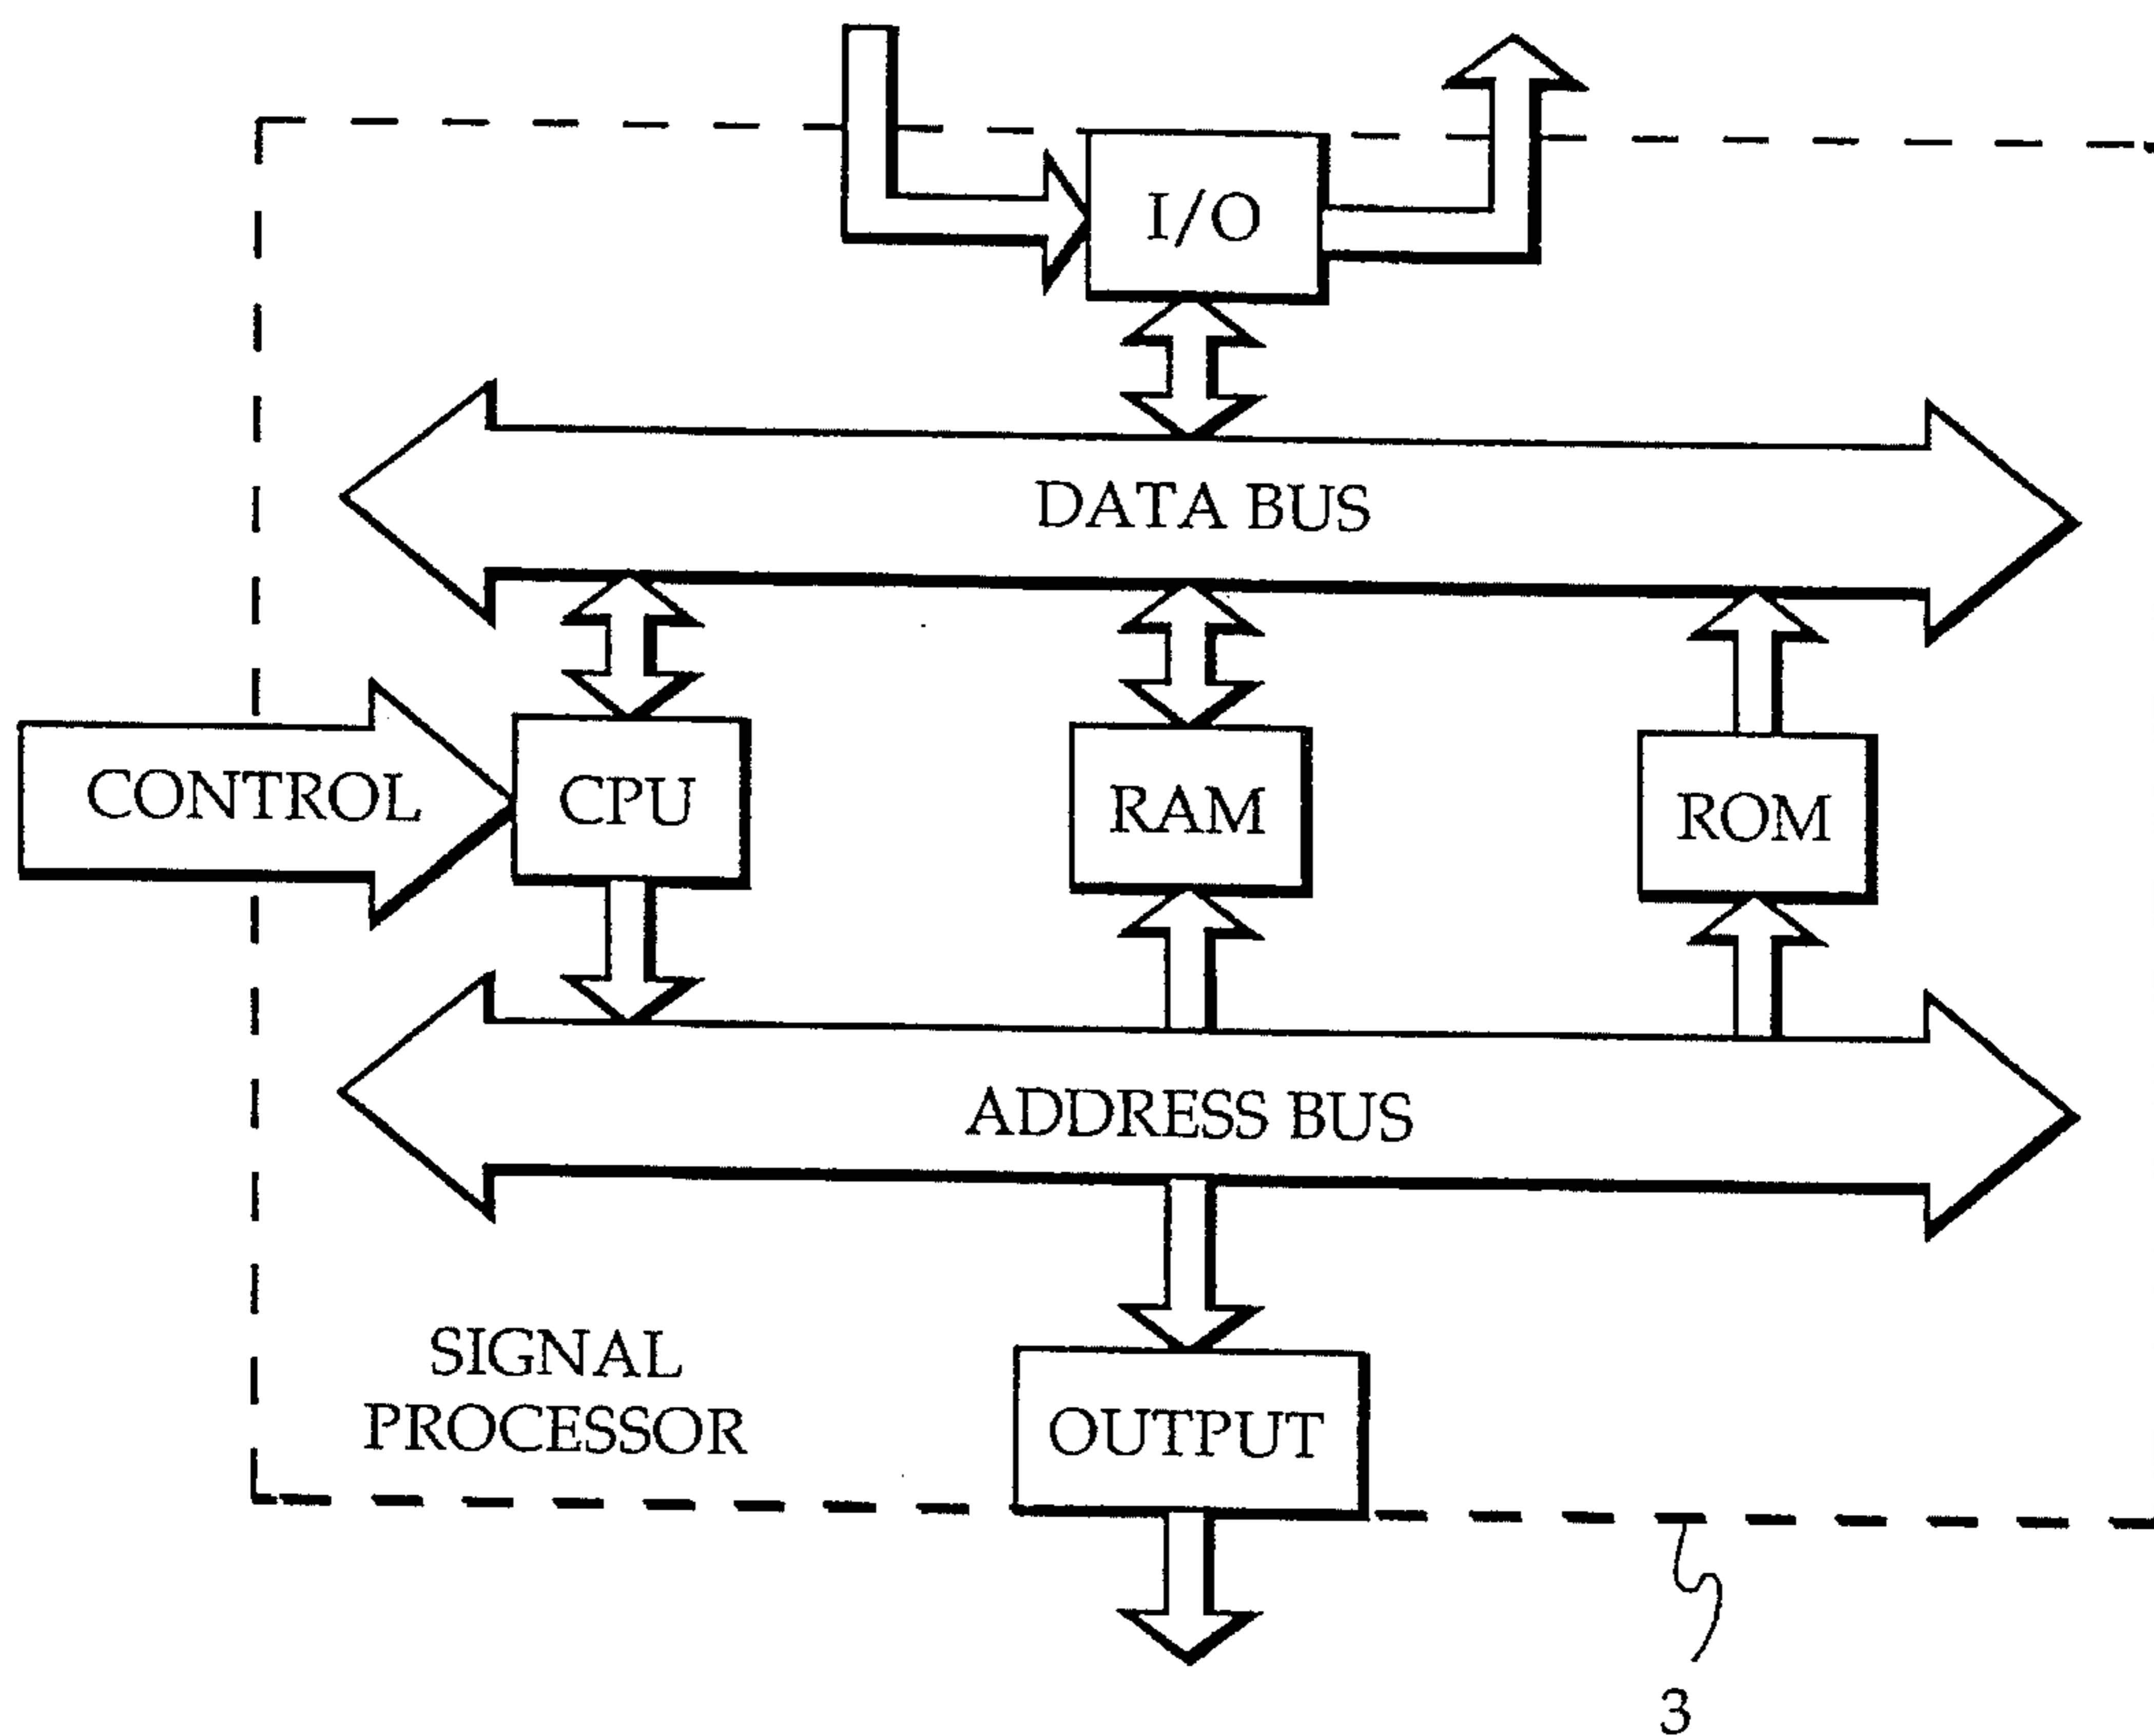 I/O
DATA BUS
CONTROL
CPU
RAM
ROM
ADDRESS BUS
SIGNAL
PROCESSOR
OUTPUT
3